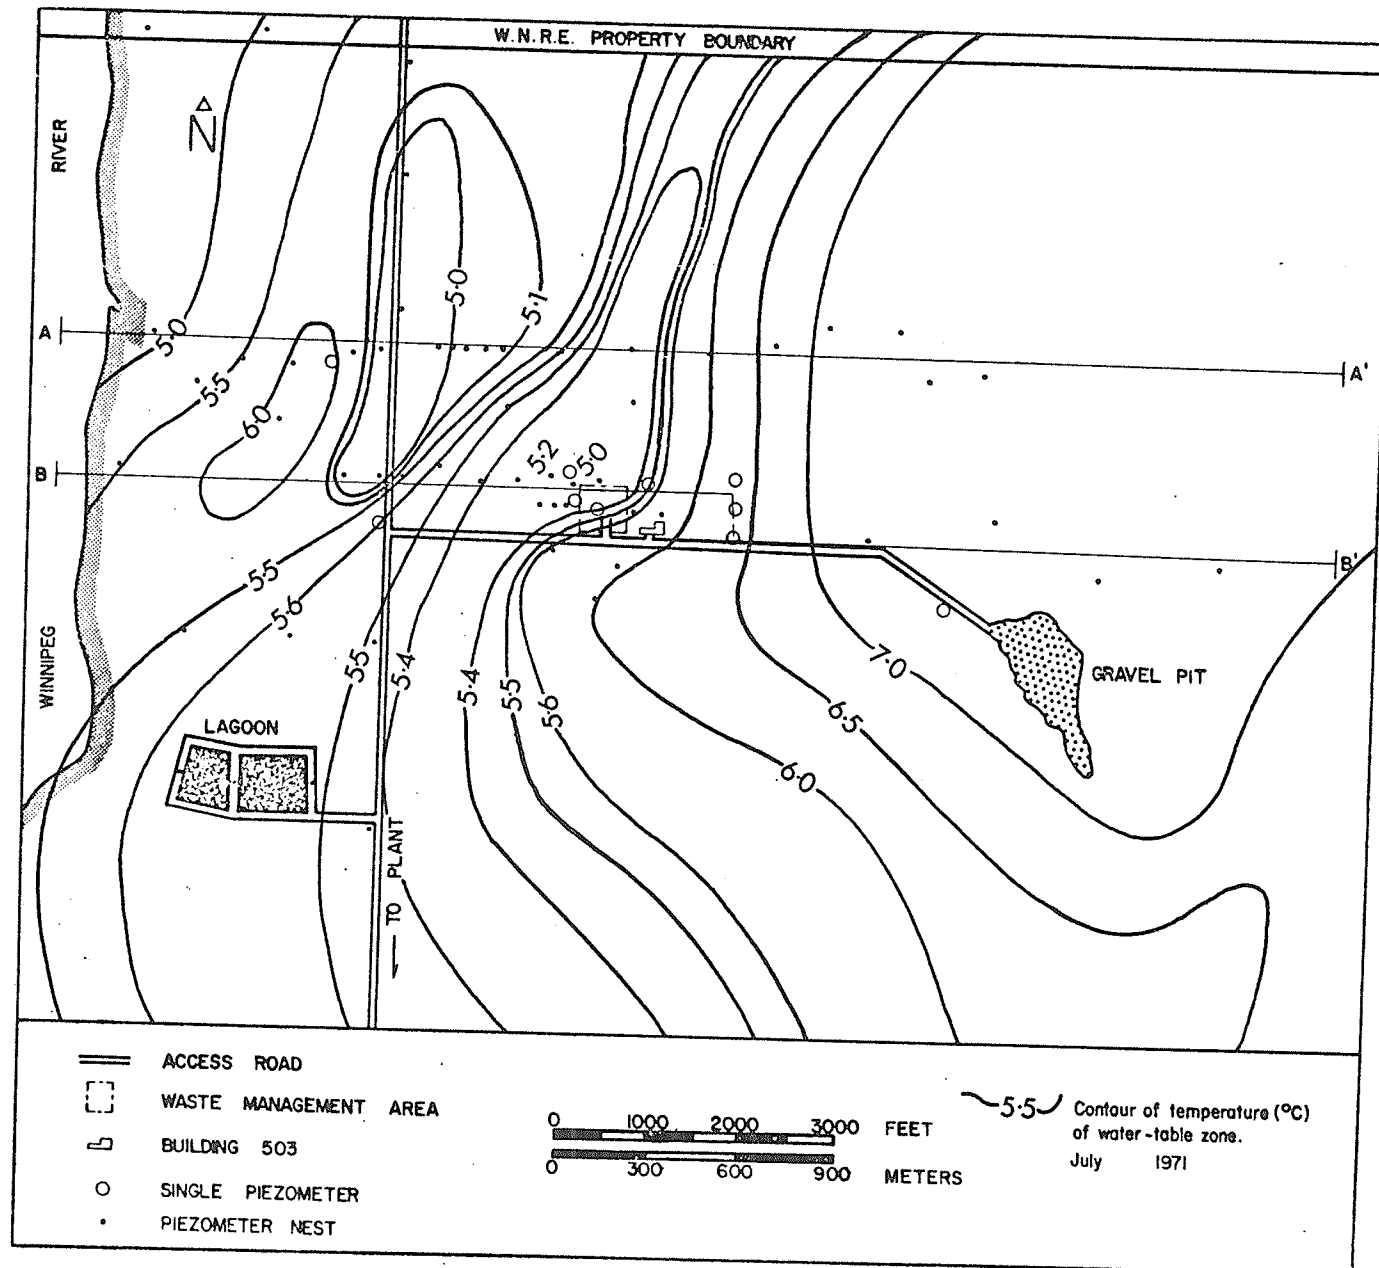 W.N.R.E. PROPERTY BOUNDARY
N
RIVER
WINNIPEG
A
A'
B
B'
5.0
5.5
6.0
5.0
5.1
5.2
5.0
5.5
5.6
5.5
5.4
5.4
5.5
5.6
6.0
6.5
7.0
GRAVEL PIT
LAGOON
TO PLANT
ACCESS ROAD
WASTE MANAGEMENT AREA
BUILDING 503
SINGLE PIEZOMETER
PIEZOMETER NEST
0 1000 2000 3000 FEET
0 300 600 900 METERS
5.5 Contour of temperature (°C)
of water-table zone.
July 1971